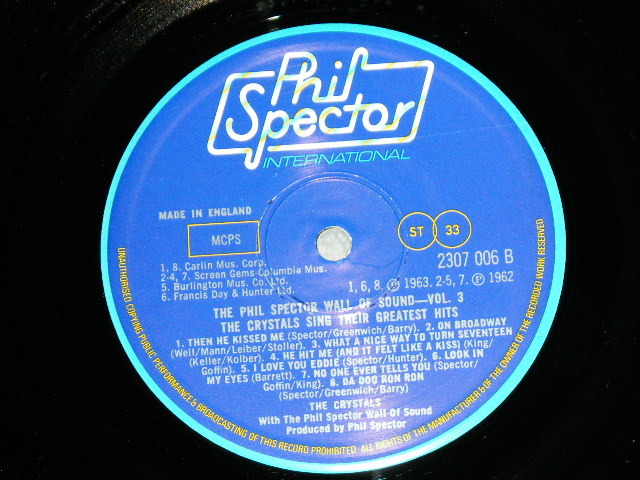 Phil
Spector
INTERNATIONAL
MADE IN ENGLAND
MCPS
ST 33
2307 006 B
1, 8. Carlin Mus. Corp.
2-4, 7. Screen Gems-Columbia Mus.
5. Burlington Mus. Co. Ltd.
6. Francis Day & Hunter Ltd.
1, 6, 8. Ⓟ 1963. 2-5, 7. Ⓟ 1962
THE PHIL SPECTOR WALL OF SOUND—VOL. 3
THE CRYSTALS SING THEIR GREATEST HITS
1. THEN HE KISSED ME (Spector/Greenwich/Barry). 2. ON BROADWAY
(Weil/Mann/Leiber/Stoller). 3. WHAT A NICE WAY TO TURN SEVENTEEN
(Keller/Kolber). 4. HE HIT ME (AND IT FELT LIKE A KISS) (King/
Goffin). 5. I LOVE YOU EDDIE (Spector/Hunter). 6. LOOK IN
MY EYES (Barrett). 7. NO ONE EVER TELLS YOU (Spector/
Goffin/King). 8. DA DOO RON RON
(Spector/Greenwich/Barry)
THE CRYSTALS
With The Phil Spector Wall Of Sound
Produced by Phil Spector
UNAUTHORISED COPYING PUBLIC PERFORMANCE & BROADCASTING OF THIS RECORD PROHIBITED · ALL RIGHTS OF THE MANUFACTURER & OF THE OWNER OF THE RECORDED WORK RESERVED